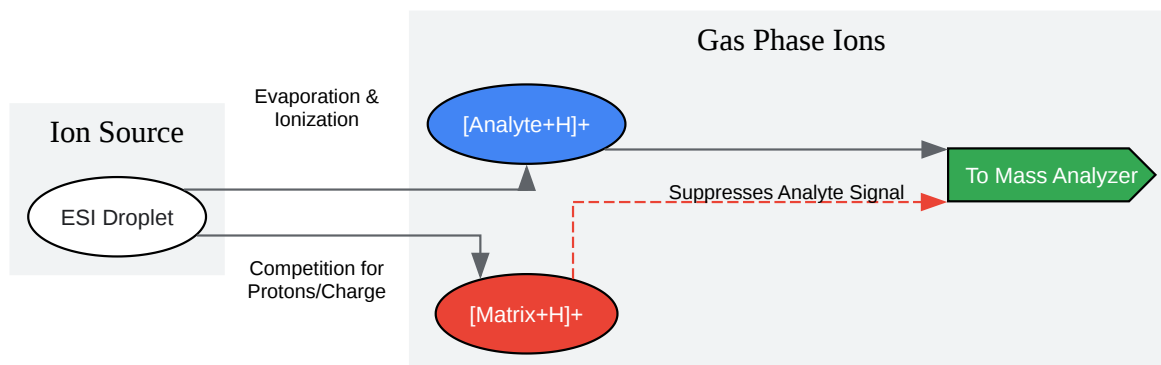 Gas Phase Ions
Evaporation &
Ionization
[Analyte+H]+
Ion Source
To Mass Analyzer
Suppresses Analyte Signal
ESI Droplet
Competition for
Protons/Charge
[Matrix+H]+